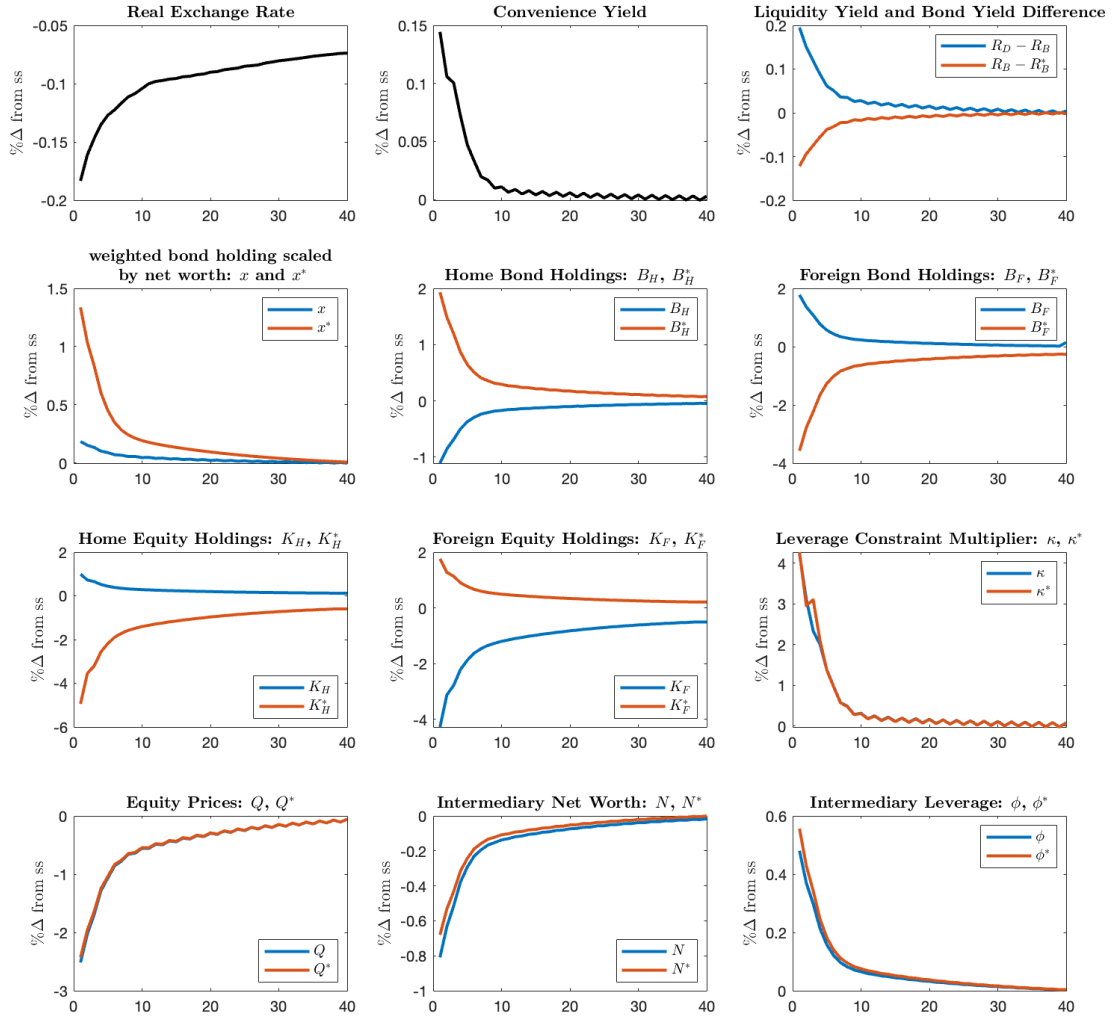 Real Exchange Rate
%Δ from ss
-0.05
-0.1
-0.15
-0.2
0 10 20 30 40
Convenience Yield
0.15
0.1
0.05
0
0 10 20 30 40
Liquidity Yield and Bond Yield Difference
%Δ from ss
0.2
0.1
0
-0.1
0.2
0 10 20 30 40
R_D − R_B
R_B − R_B^*
weighted bond holding scaled
by net worth: x and x^*
%Δ from ss
1.5
1
0.5
0
0 10 20 30 40
x
x^*
Home Bond Holdings: B_H, B_H^*
2
1
0
-1
0 10 20 30 40
B_H
B_H^*
Foreign Bond Holdings: B_F, B_F^*
%Δ from ss
2
0
-2
-4
0 10 20 30 40
B_F
B_F^*
Home Equity Holdings: K_H, K_H^*
%Δ from ss
2
0
-2
-4
-6
0 10 20 30 40
K_H
K_H^*
Foreign Equity Holdings: K_F, K_F^*
2
0
-2
-4
0 10 20 30 40
K_F
K_F^*
Leverage Constraint Multiplier: κ, κ^*
%Δ from ss
4
3
2
1
0
0 10 20 30 40
κ
κ^*
Equity Prices: Q, Q^*
%Δ from ss
0
-1
-2
-3
0 10 20 30 40
Q
Q^*
Intermediary Net Worth: N, N^*
0
-0.2
-0.4
-0.6
-0.8
-1
0 10 20 30 40
N
N^*
Intermediary Leverage: ϕ, ϕ^*
%Δ from ss
0.6
0.4
0.2
0
0 10 20 30 40
ϕ
ϕ^*